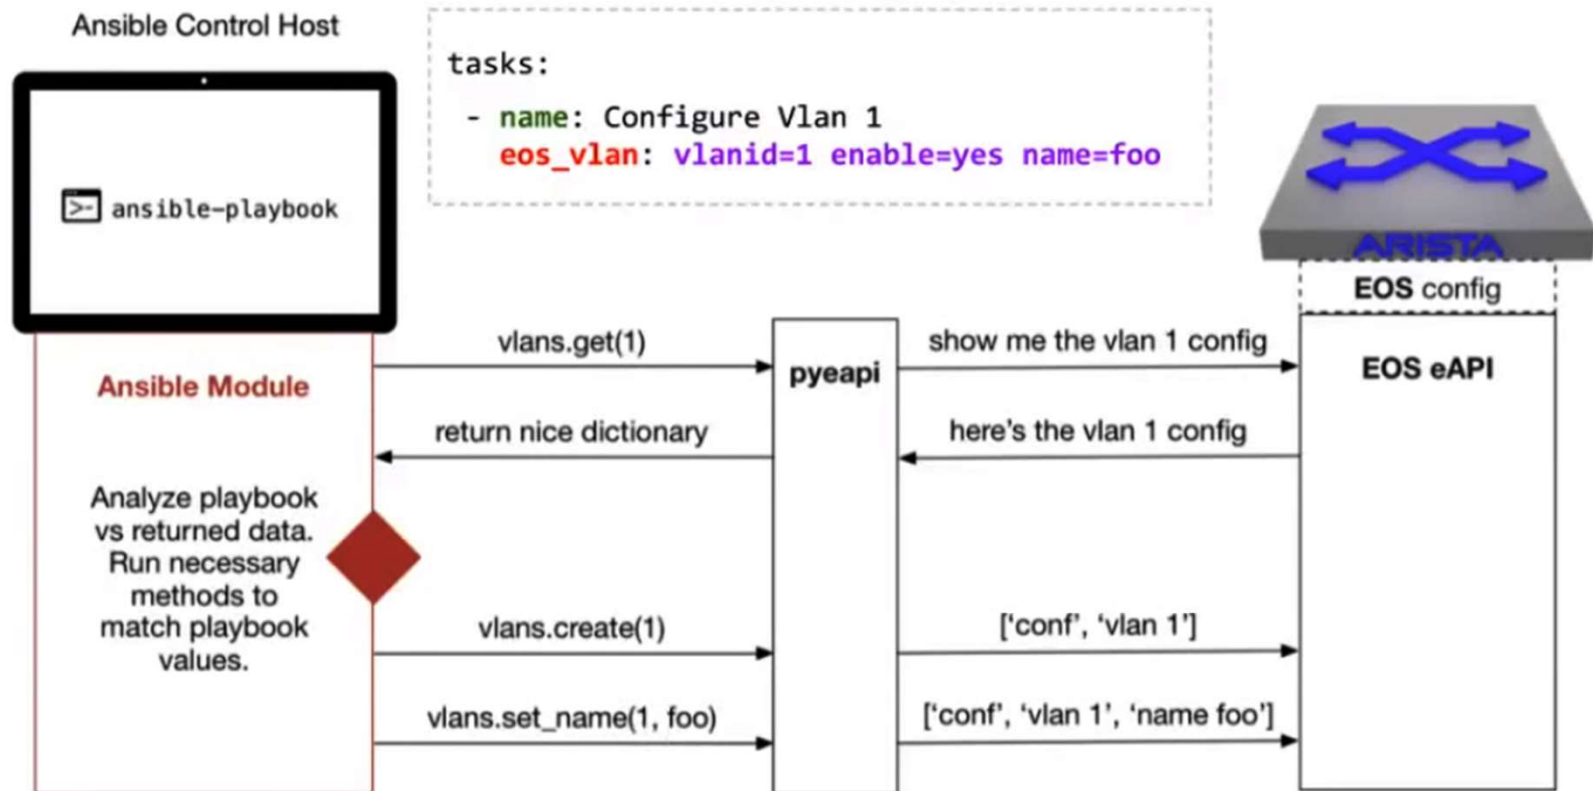 Ansible Control Host
tasks:
- name: Configure Vlan 1
eos_vlan: vlanid=1 enable=yes name=foo
>- ansible-playbook
ARISTA
EOS config
Ansible Module
vlans.get(1)
pyeapi
show me the vlan 1 config
EOS eAPI
return nice dictionary
here's the vlan 1 config
Analyze playbook
vs returned data.
Run necessary
methods to
match playbook
values.
vlans.create(1)
[‘conf’, ‘vlan 1’]
vlans.set_name(1, foo)
[‘conf’, ‘vlan 1’, ‘name foo’]